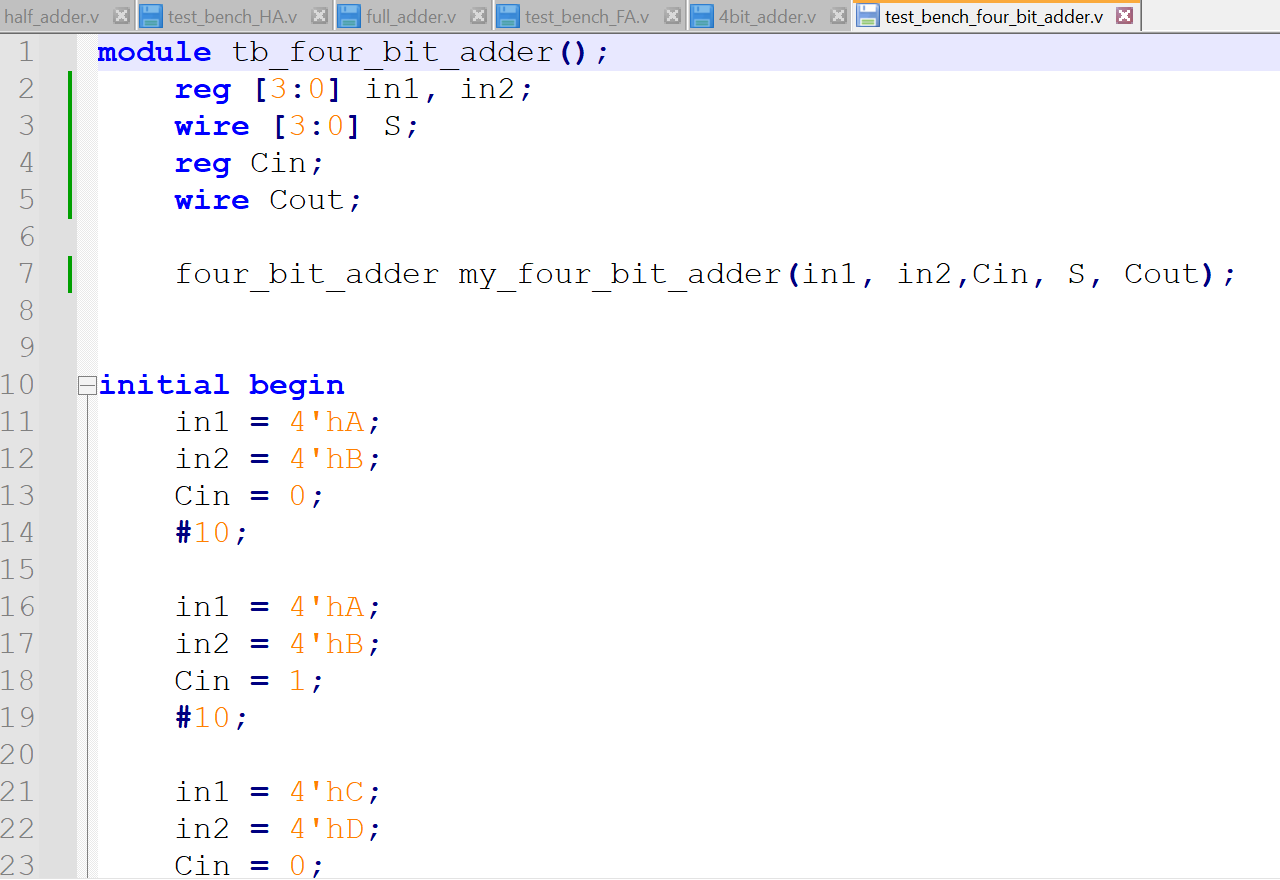 half_adder.v test_bench_HA.v full_adder.v test_bench_FA.v 4bit_adder.v test_bench_four_bit_adder.v
1 module tb_four_bit_adder();
2 reg [3:0] in1, in2;
3 wire [3:0] S;
4 reg Cin;
5 wire Cout;
6
7 four_bit_adder my_four_bit_adder(in1, in2,Cin, S, Cout);
8
9
10 initial begin
11 in1 = 4'hA;
12 in2 = 4'hB;
13 Cin = 0;
14 #10;
15
16 in1 = 4'hA;
17 in2 = 4'hB;
18 Cin = 1;
19 #10;
20
21 in1 = 4'hC;
22 in2 = 4'hD;
23 Cin = 0;